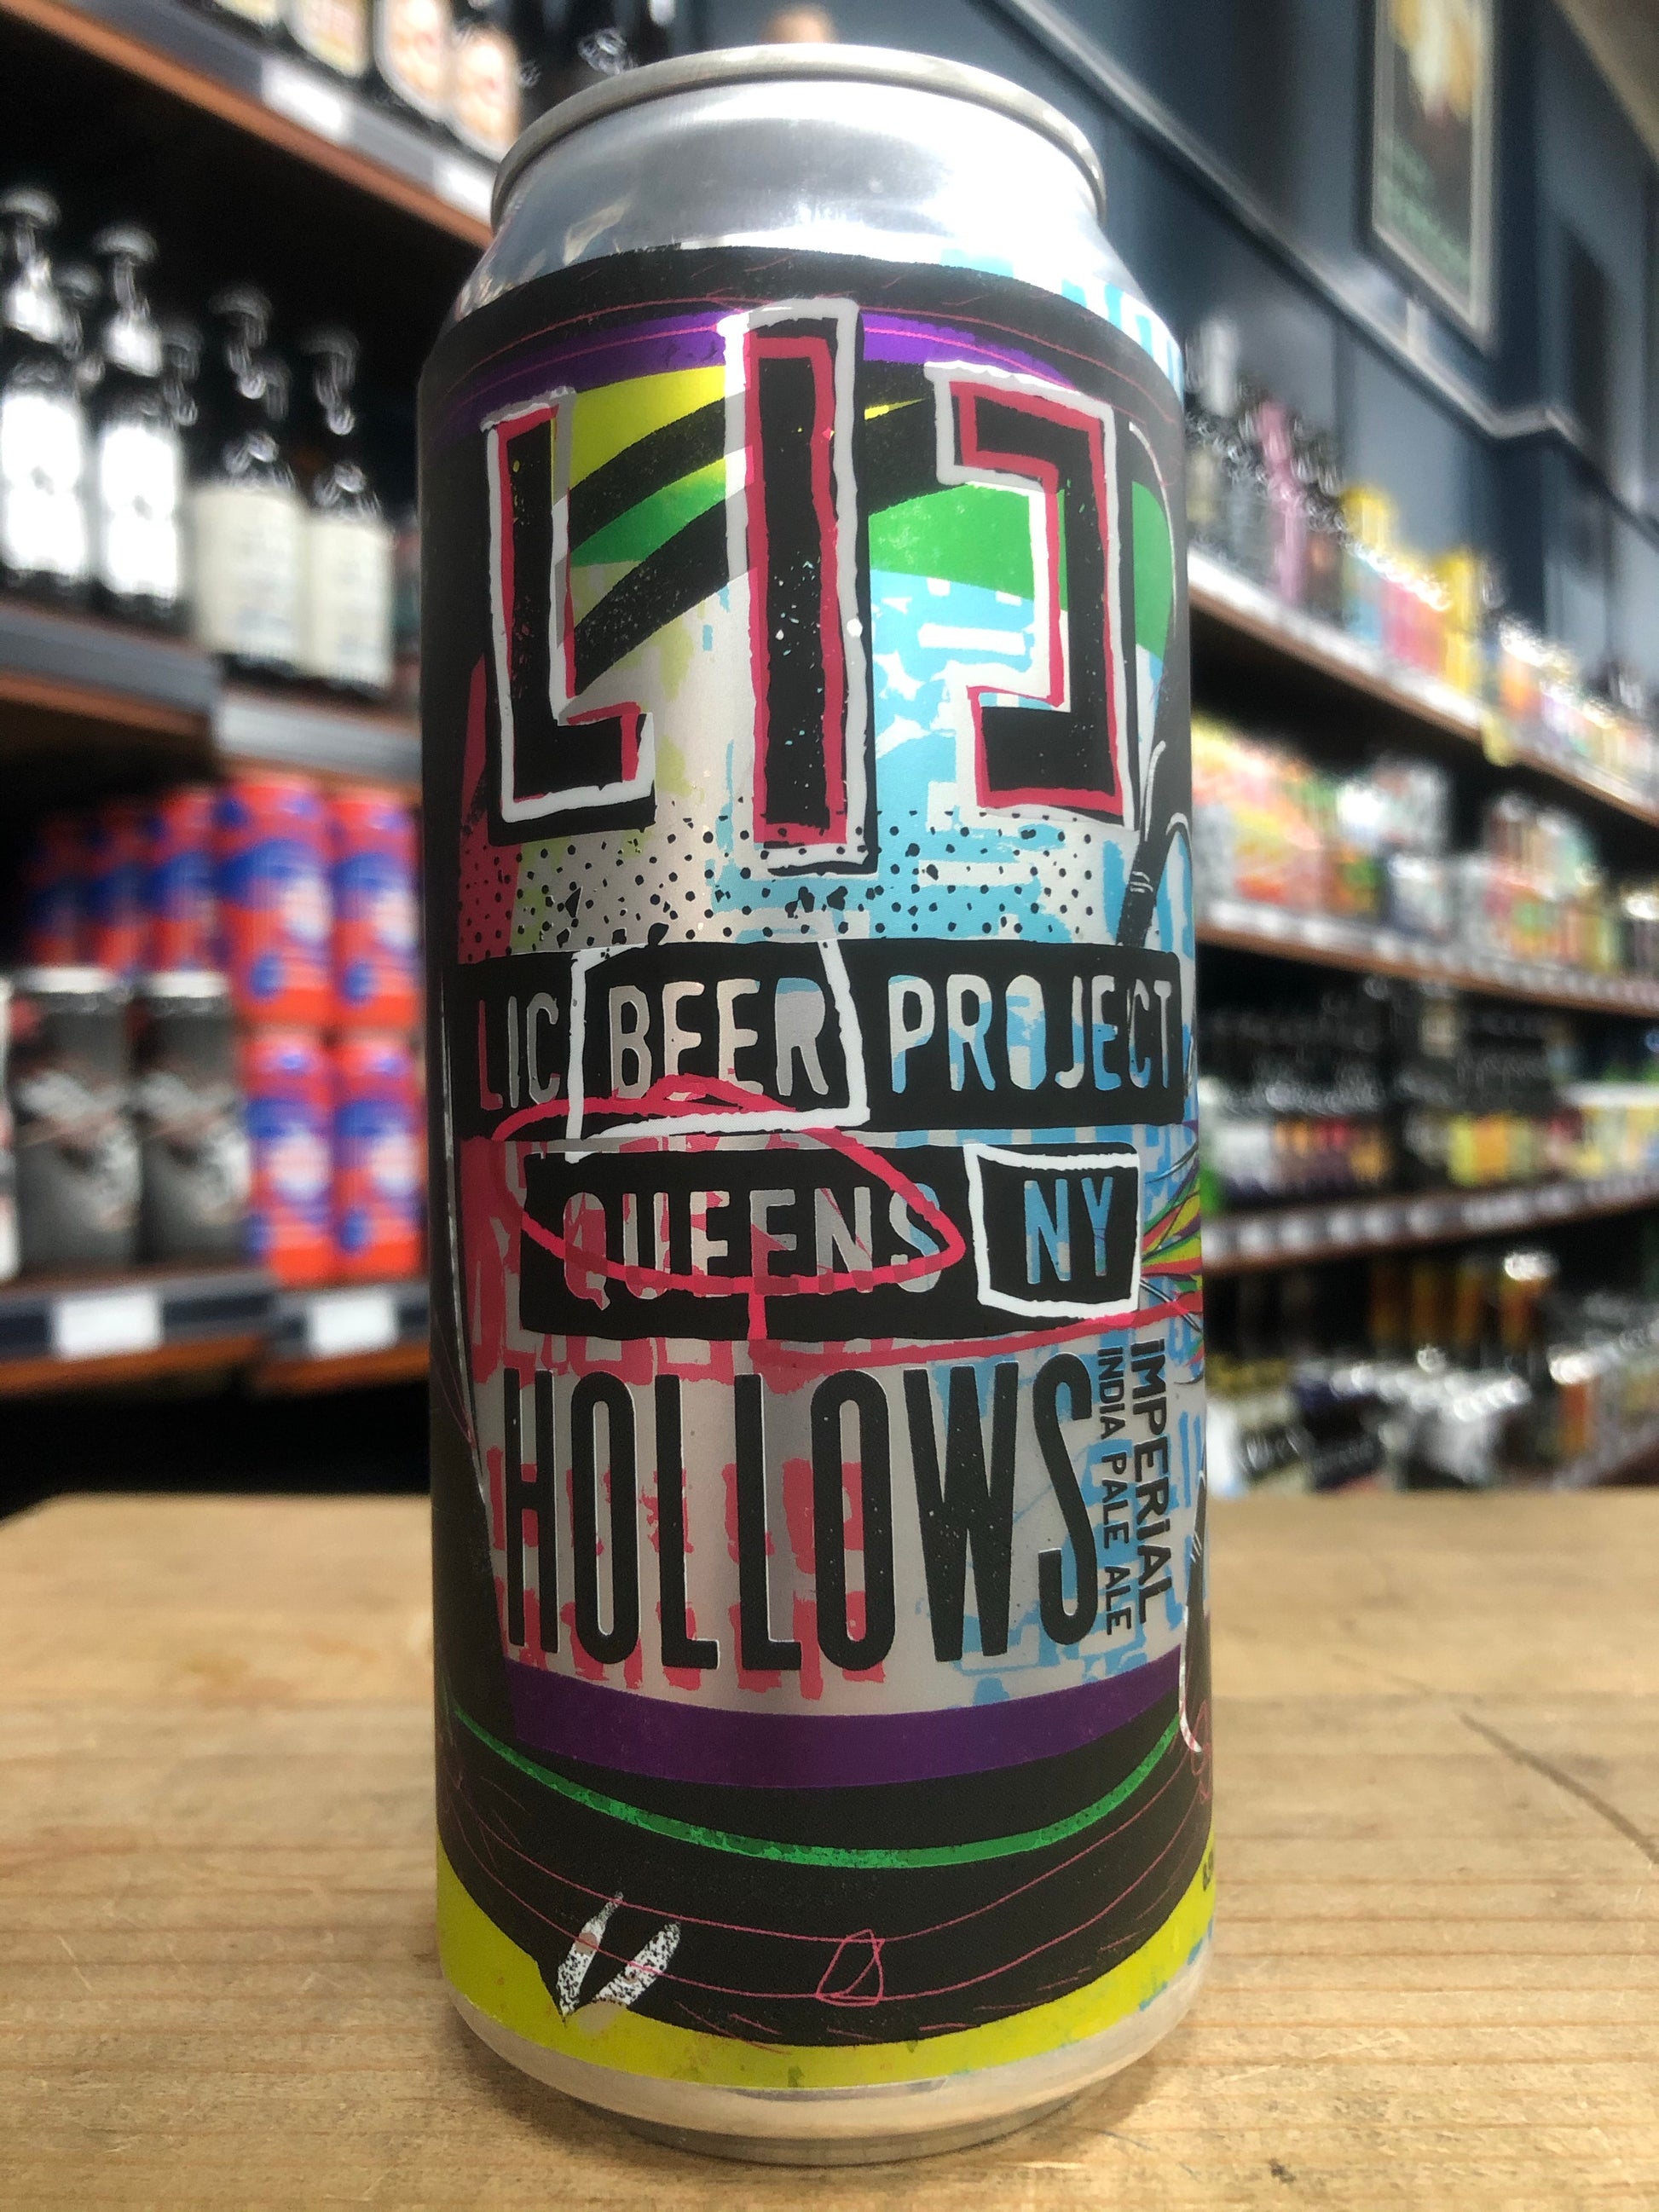 LIC
LIC BEER PROJECT
QUEENS NY
HOLLOWS
IMPERIAL
INDIA PALE ALE